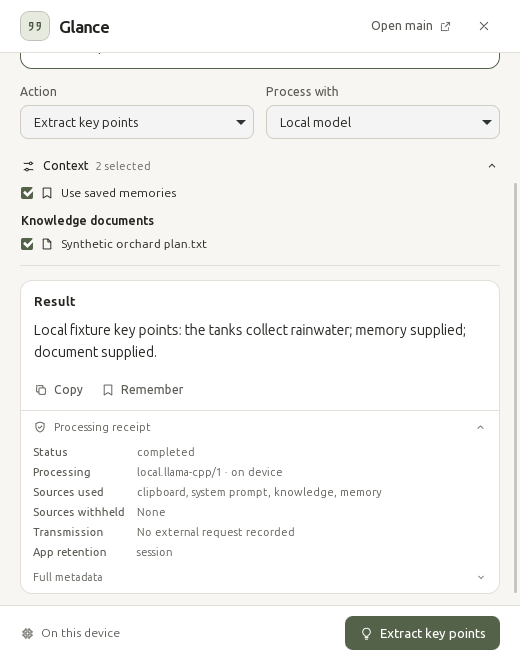 Glance
Open main
Action
Process with
Extract key points
Local model
Context 2 selected
Use saved memories
Knowledge documents
Synthetic orchard plan.txt
Result
Local fixture key points: the tanks collect rainwater; memory supplied;
document supplied.
Copy
Remember
Processing receipt
Status completed
Processing local.llama-cpp/1 · on device
Sources used clipboard, system prompt, knowledge, memory
Sources withheld None
Transmission No external request recorded
App retention session
Full metadata
On this device
Extract key points